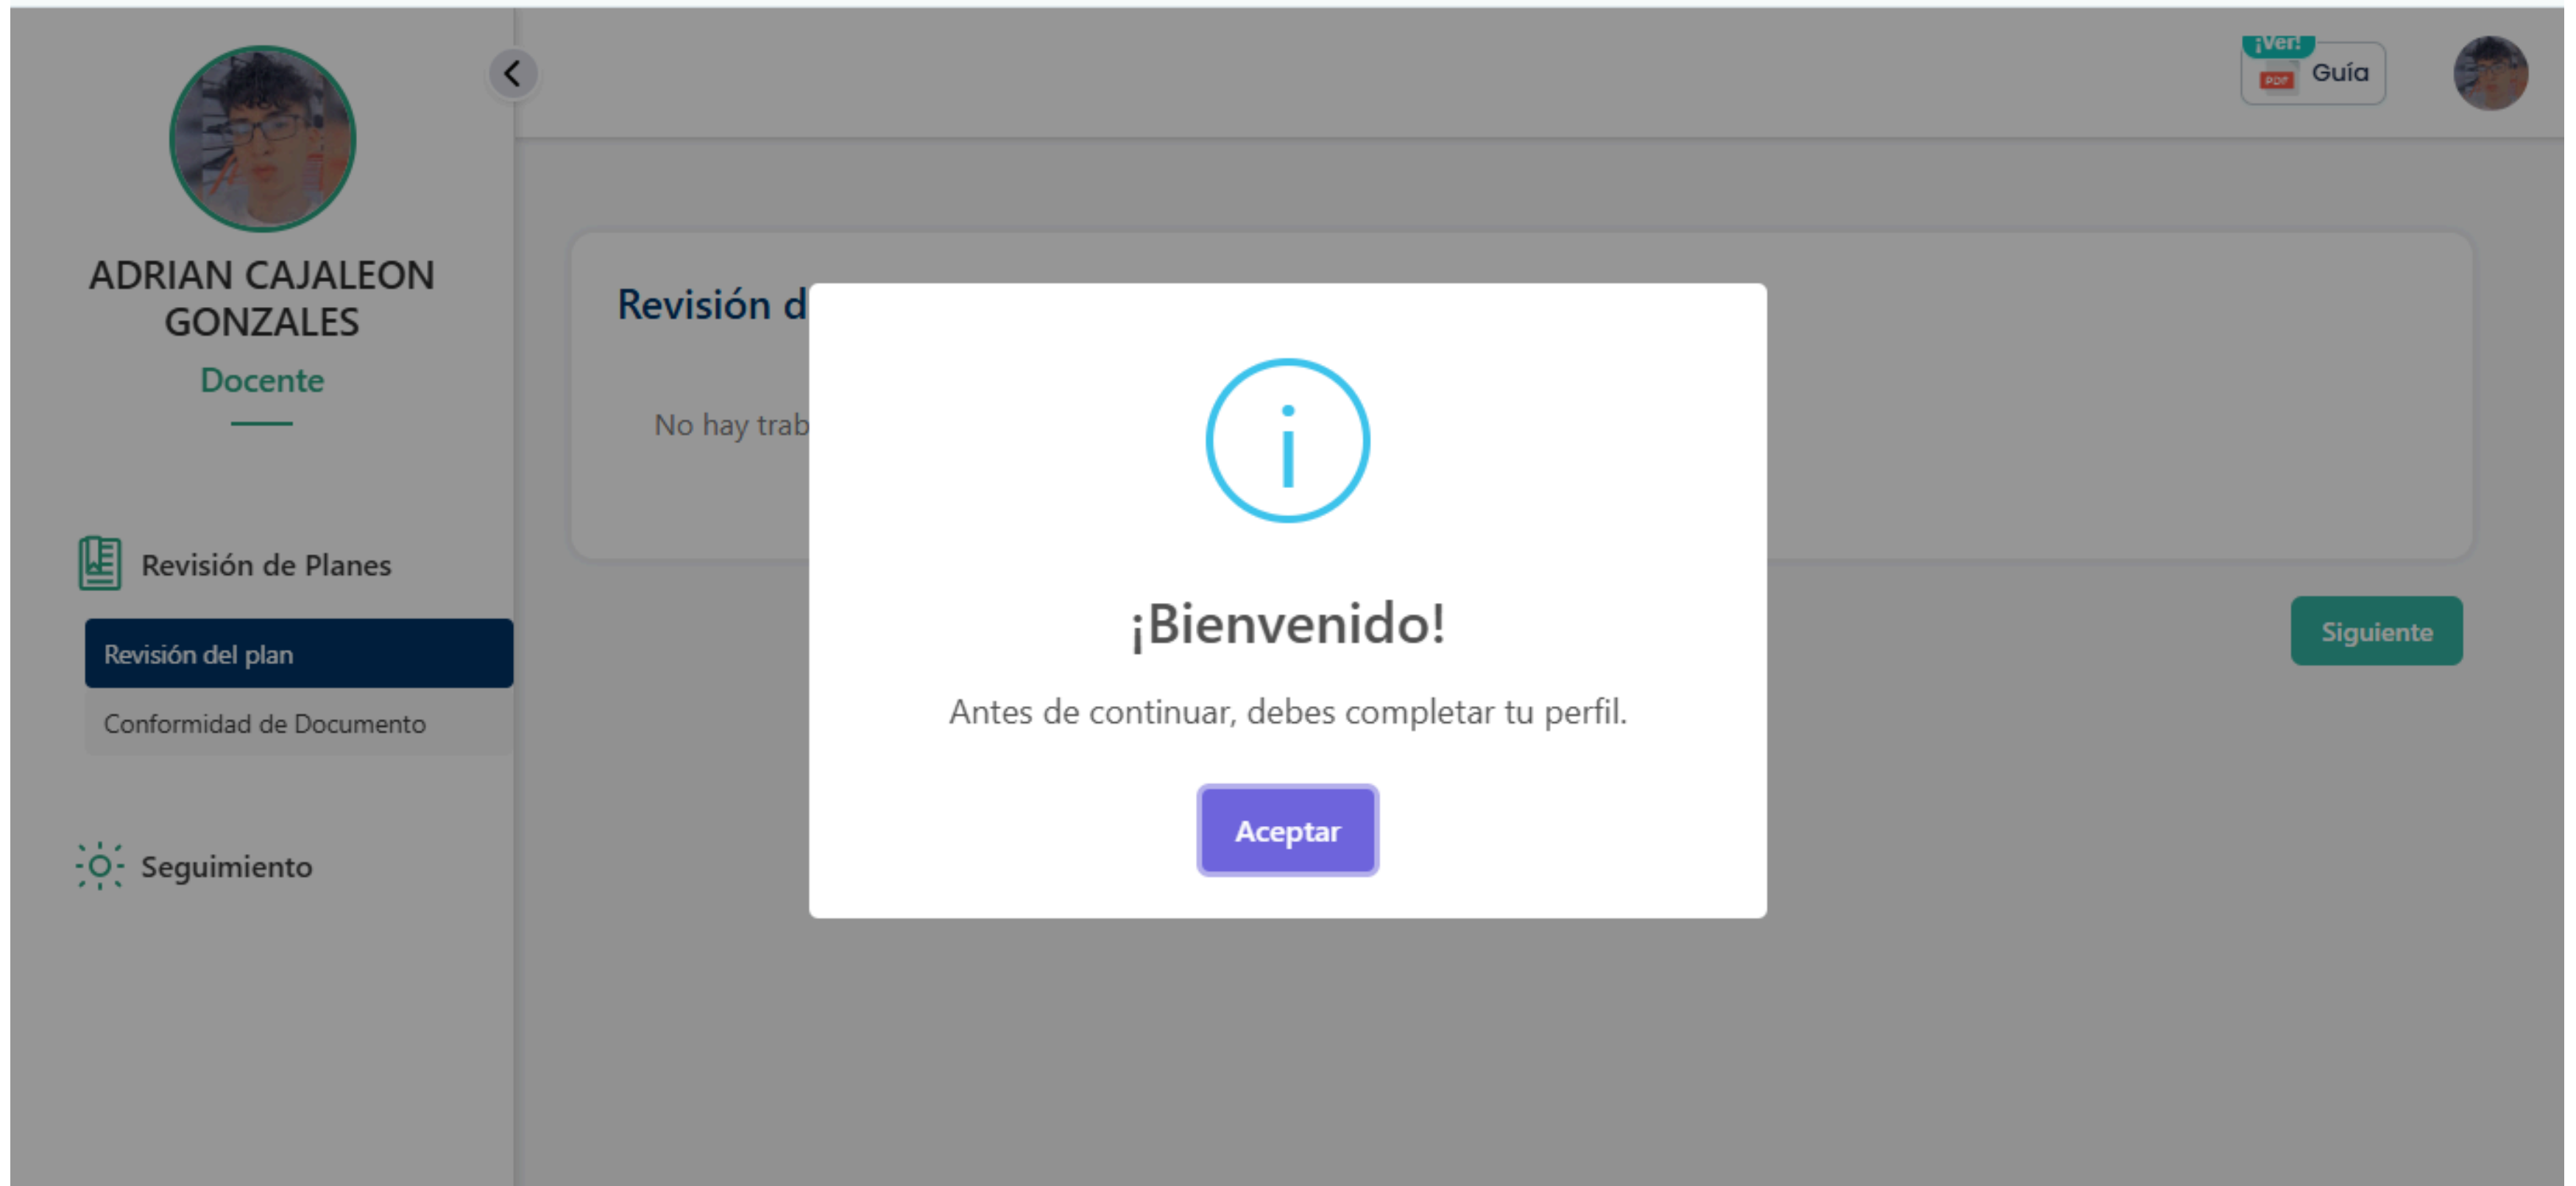 ADRIAN CAJALEON
GONZALES
Docente
Revisión de Planes
Revisión del plan
Conformidad de Documento
Seguimiento
¡Ver!
PDF
Guía
Revisión d
No hay trab
¡Bienvenido!
Antes de continuar, debes completar tu perfil.
Aceptar
Siguiente